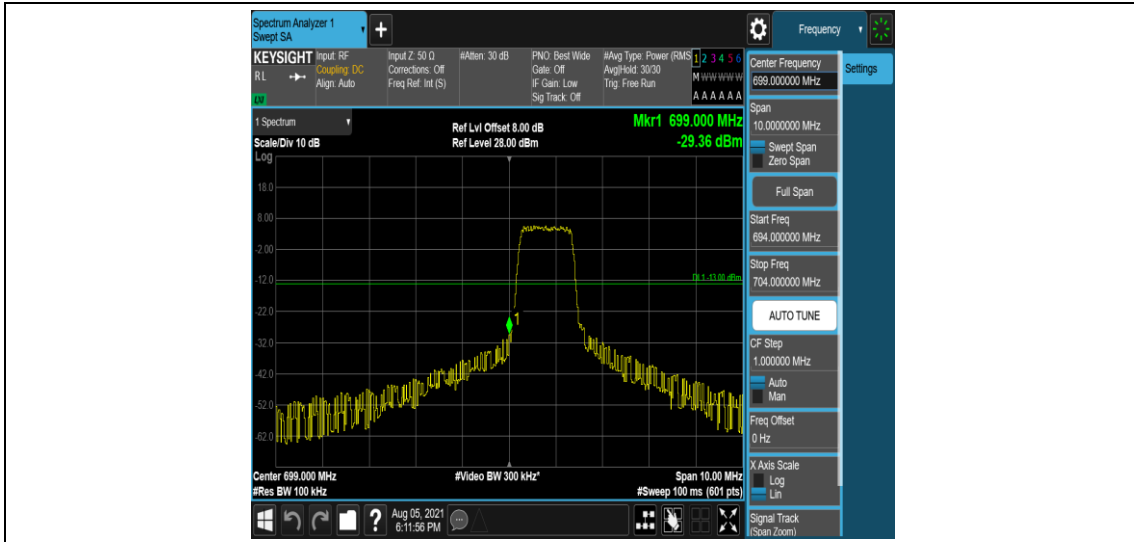 Spectrum Analyzer 1
Swept SA
Frequency
KEYSIGHT
RL
Input: RF
Coupling: DC
Align: Auto
Input Z: 50 Ω
Corrections: Off
Freq Ref: Int (S)
#Atten: 30 dB
PNO: Best Wide
Gate: Off
IF Gain: Low
Sig Track: Off
#Avg Type: Power (RMS
Avg|Hold: 30/30
Trig: Free Run
1 2 3 4 5 6
M W W W W W
A A A A A A
1 Spectrum
Scale/Div 10 dB
Log
Ref Lvl Offset 8.00 dB
Ref Level 28.00 dBm
Mkr1 699.000 MHz
-29.36 dBm
18.0
8.00
-2.00
-12.0
DL1 -13.00 dBm
-22.0
1
-32.0
-42.0
-52.0
-62.0
Center 699.000 MHz
#Res BW 100 kHz
#Video BW 300 kHz*
Span 10.00 MHz
#Sweep 100 ms (601 pts)
?
Aug 05, 2021
6:11:56 PM
Center Frequency
699.000000 MHz
Settings
Span
10.0000000 MHz
Swept Span
Zero Span
Full Span
Start Freq
694.000000 MHz
Stop Freq
704.000000 MHz
AUTO TUNE
CF Step
1.000000 MHz
Auto
Man
Freq Offset
0 Hz
X Axis Scale
Log
Lin
Signal Track
(Span Zoom)